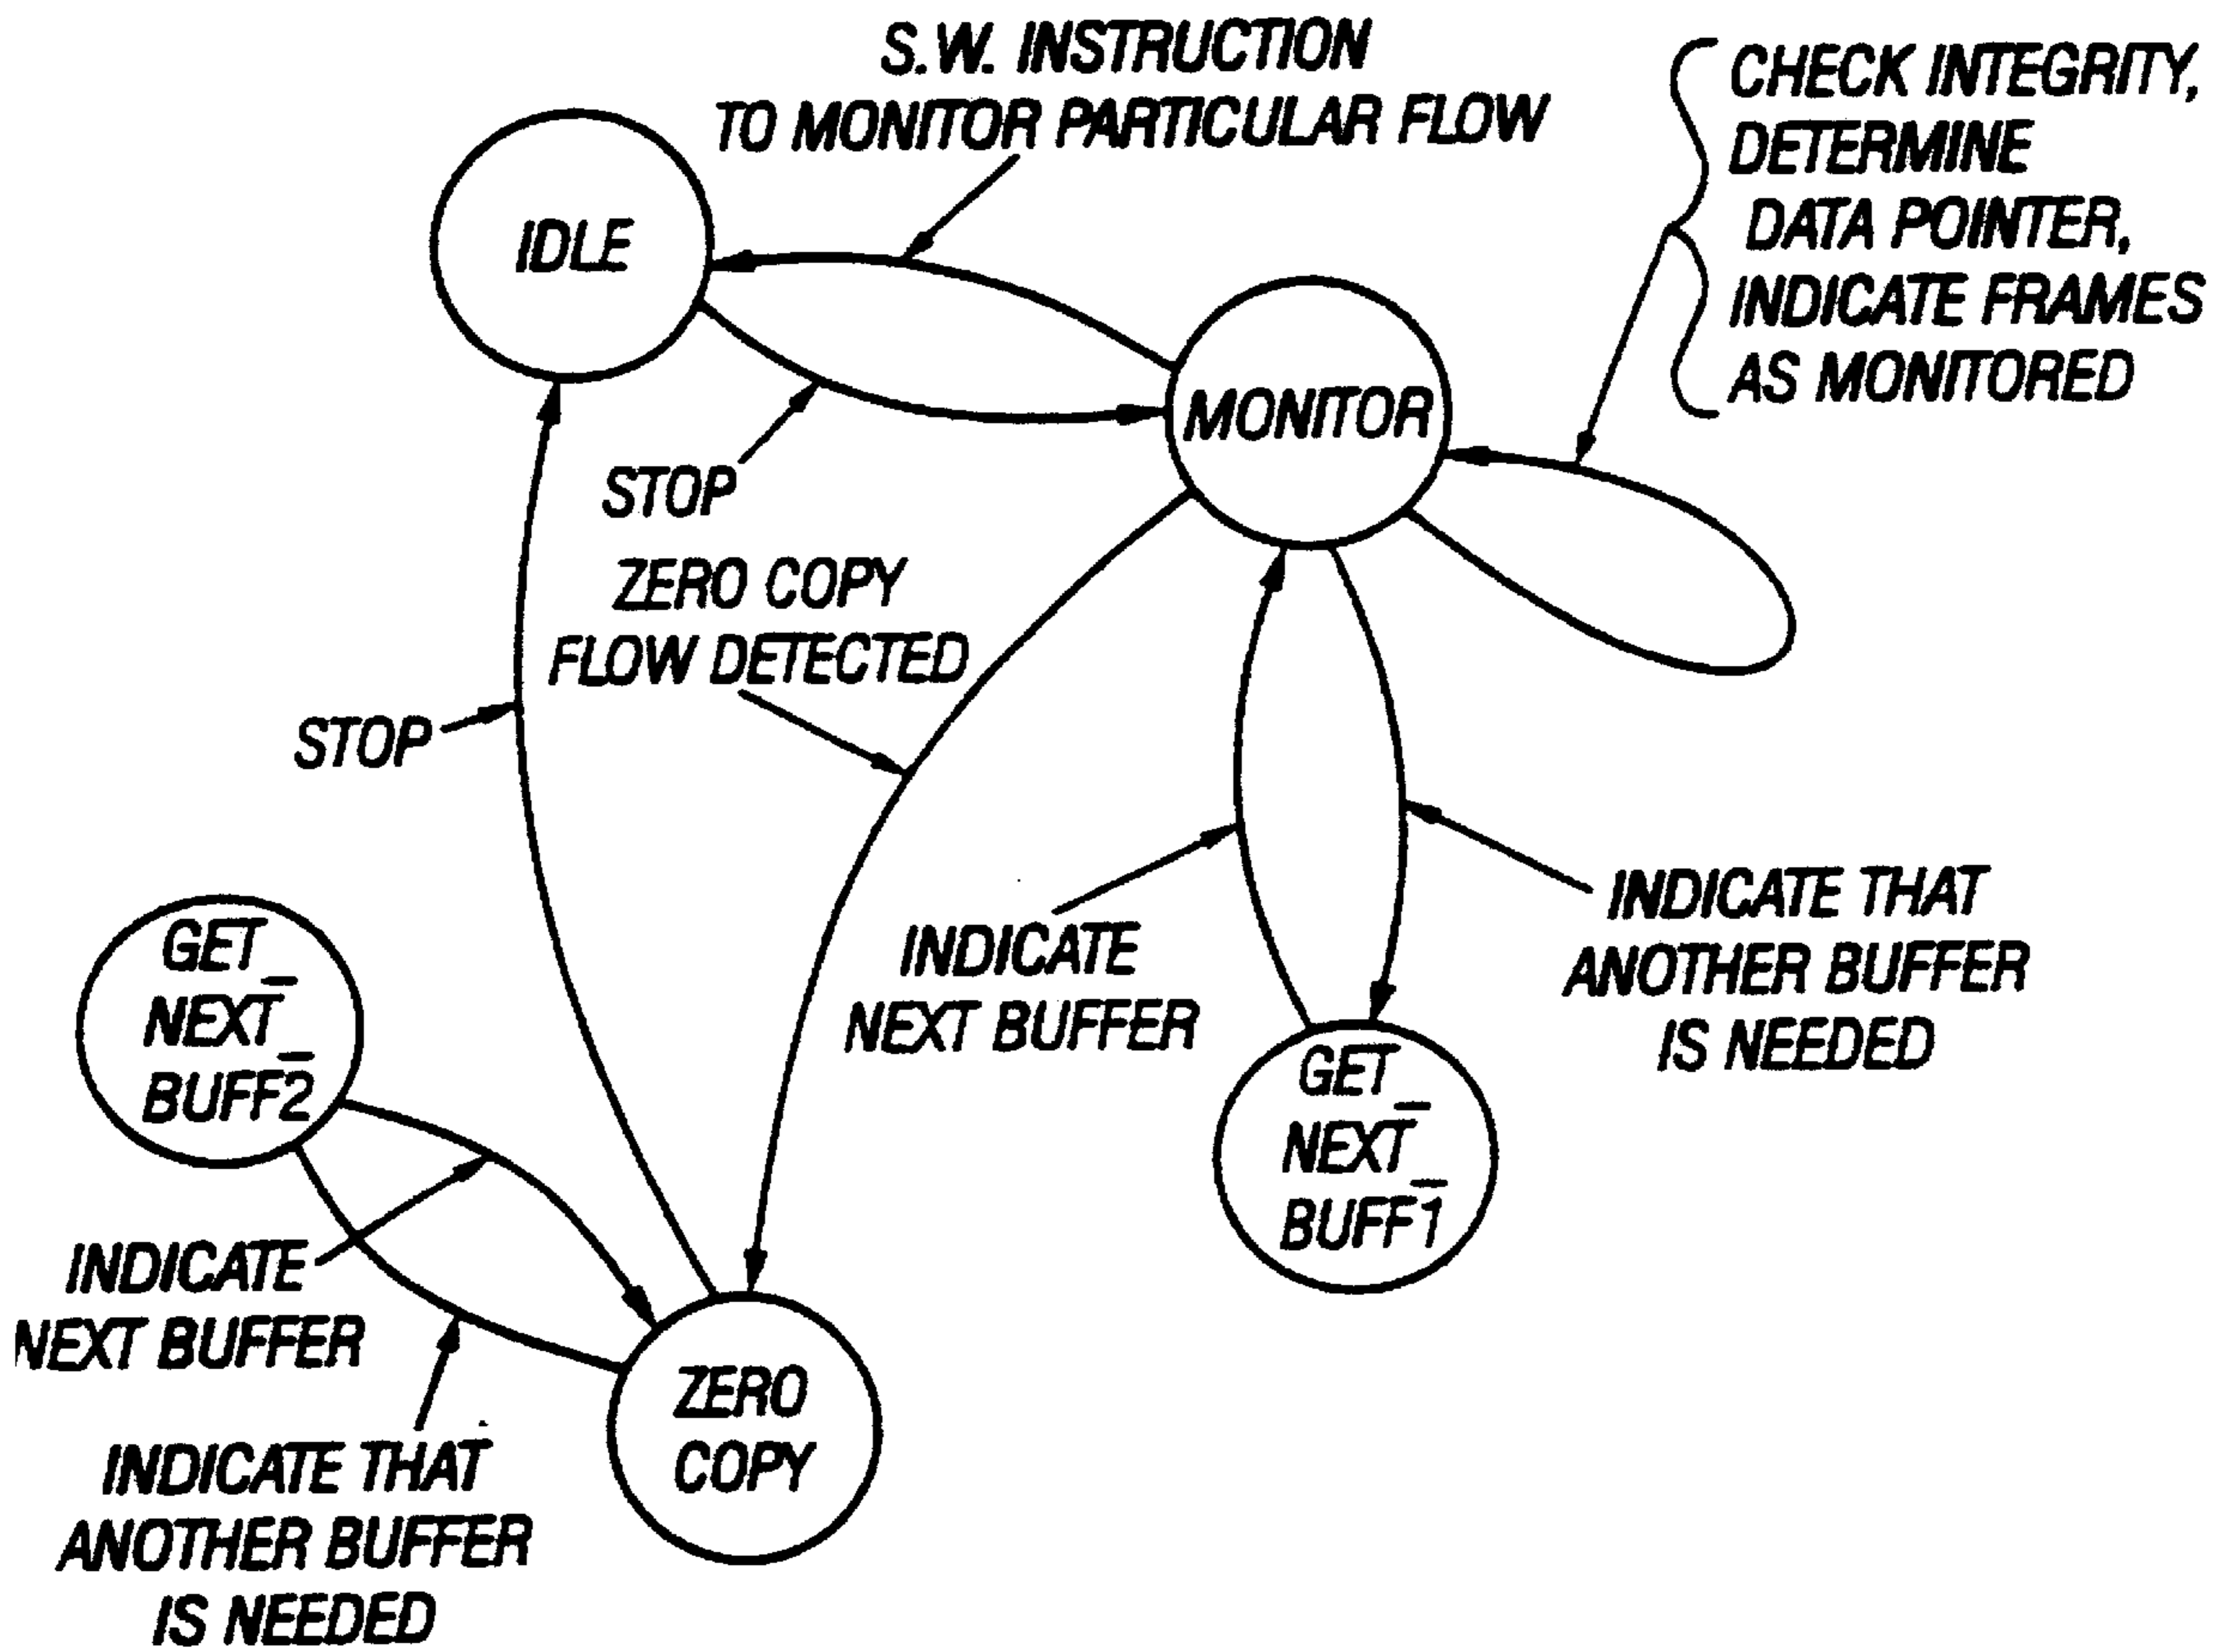 S.W. INSTRUCTION
TO MONITOR PARTICULAR FLOW
CHECK INTEGRITY,
DETERMINE
DATA POINTER,
INDICATE FRAMES
AS MONITORED
IDLE
MONITOR
STOP
ZERO COPY
FLOW DETECTED
STOP
INDICATE
NEXT BUFFER
INDICATE THAT
ANOTHER BUFFER
IS NEEDED
GET_
NEXT_
BUFF2
GET_
NEXT_
BUFF1
INDICATE
NEXT BUFFER
ZERO
COPY
INDICATE THAT
ANOTHER BUFFER
IS NEEDED